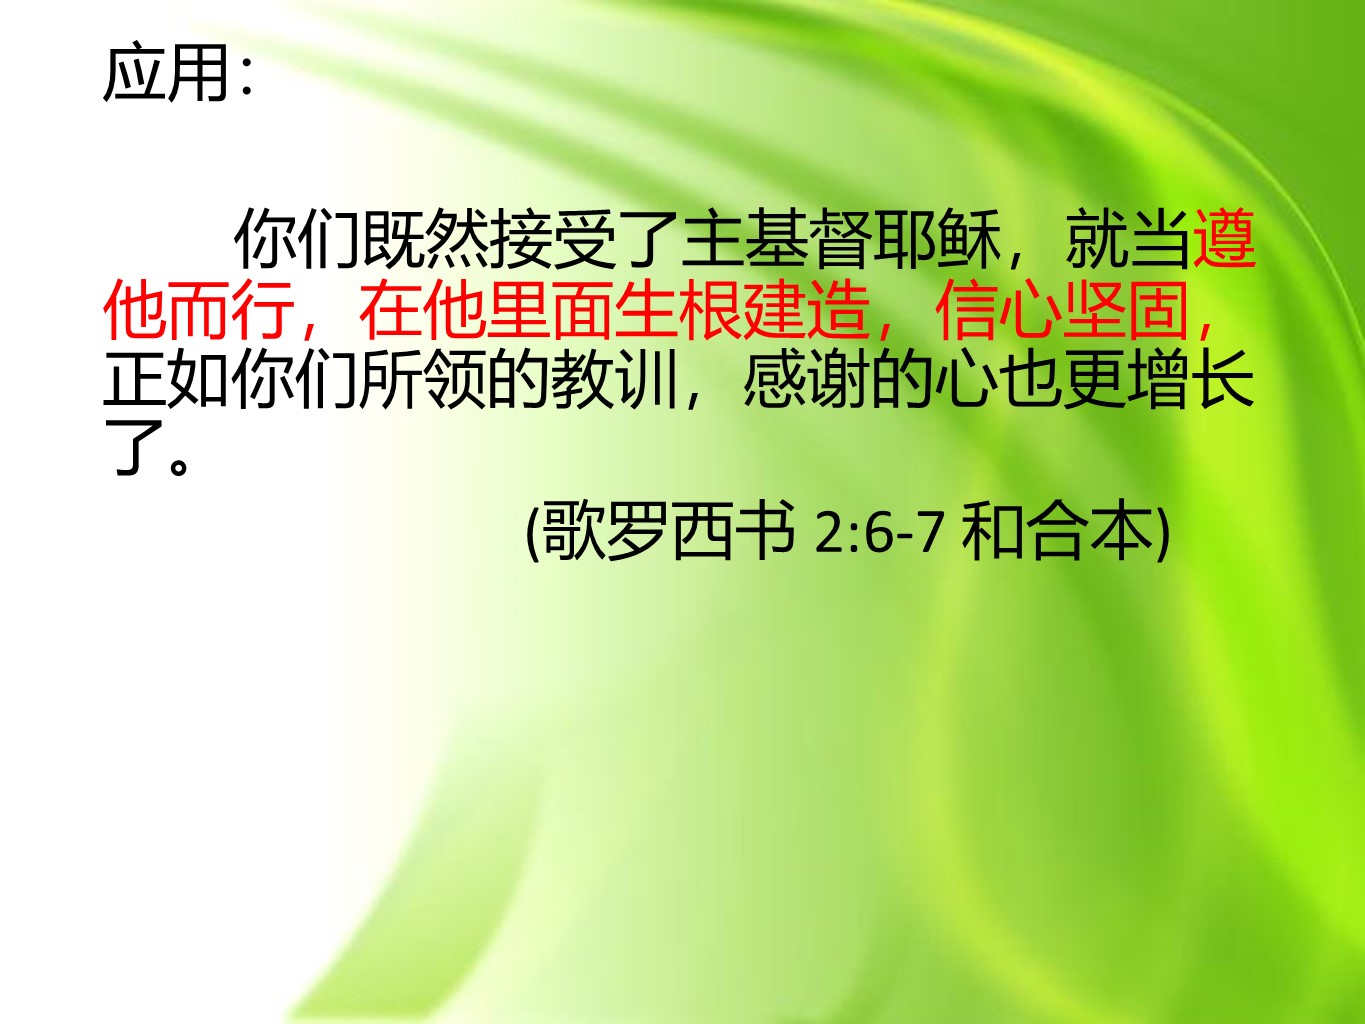 应用：
你们既然接受了主基督耶稣，就当遵
他而行，在他里面生根建造，信心坚固，
正如你们所领的教训，感谢的心也更增长
了。
(歌罗西书 2:6-7 和合本)